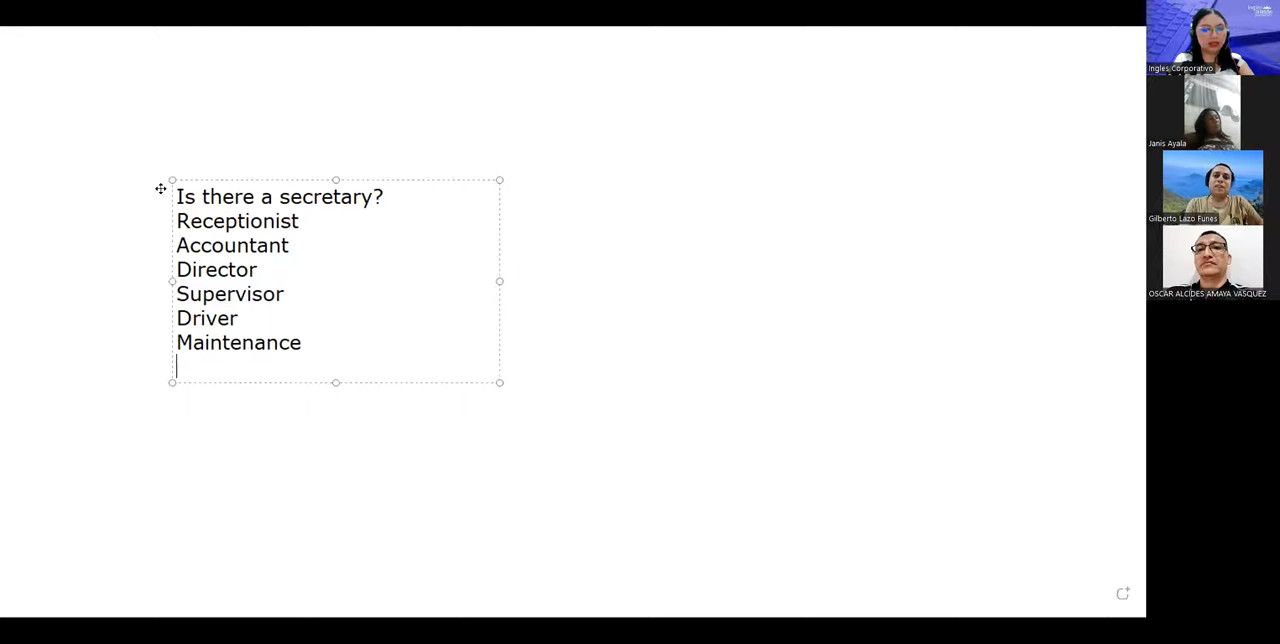 Is there a secretary?
Receptionist
Accountant
Director
Supervisor
Driver
Maintenance
Ingles Corporativo
Janis Ayala
Gilberto Lazo Funes
OSCAR ALCIDES AMAYA VASQUEZ